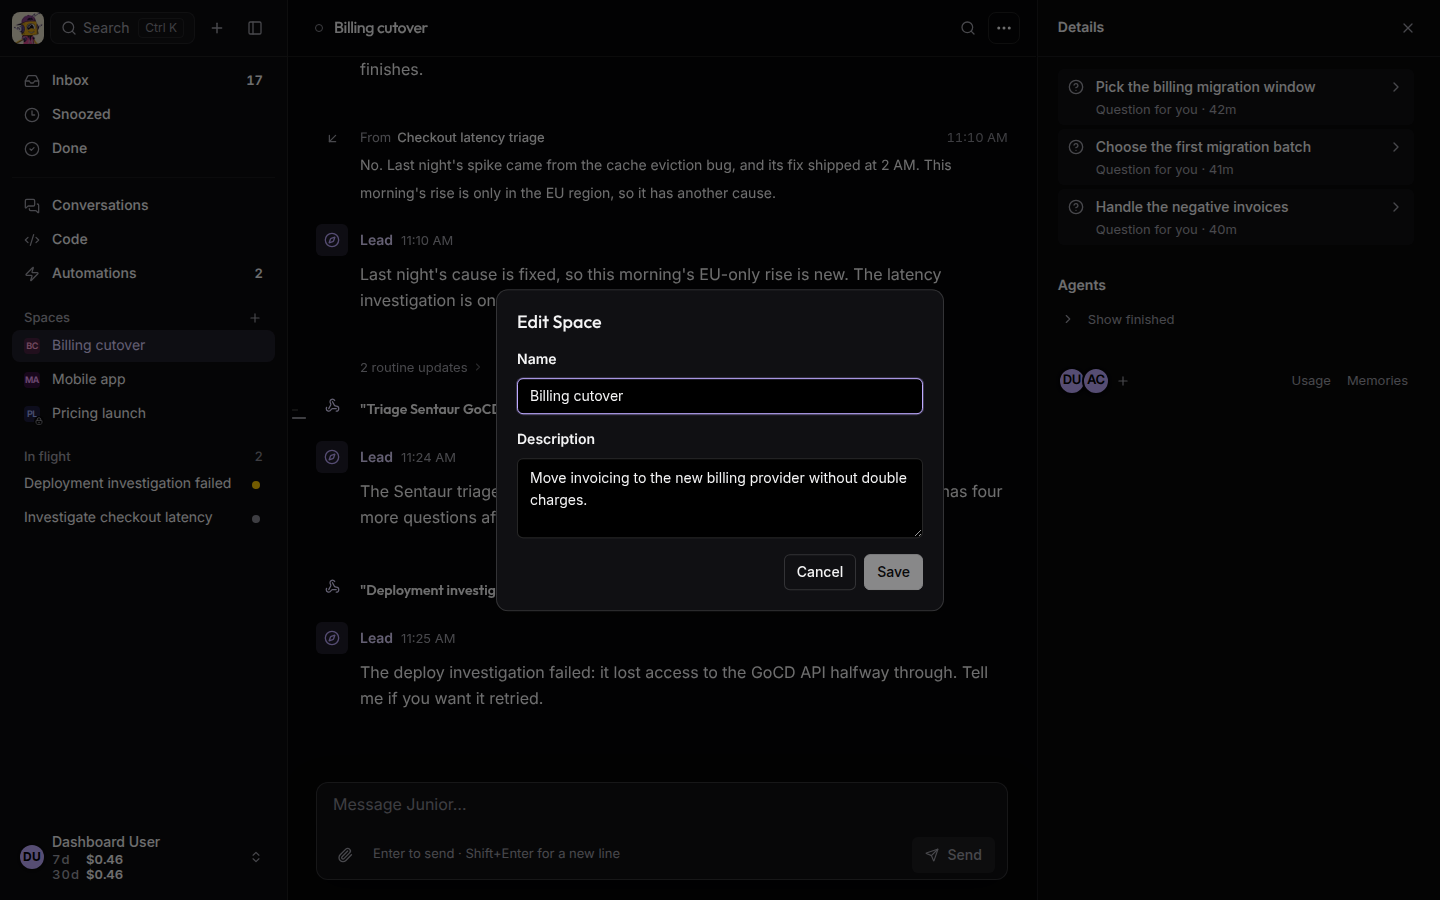 Search Ctrl K
Inbox 17
Snoozed
Done
Conversations
Code
Automations 2
Spaces
BC Billing cutover
MA Mobile app
PL Pricing launch
In flight 2
Deployment investigation failed
Investigate checkout latency
DU Dashboard User
7d $0.46
30d $0.46
Billing cutover
finishes.
From Checkout latency triage 11:10 AM
No. Last night's spike came from the cache eviction bug, and its fix shipped at 2 AM. This
morning's rise is only in the EU region, so it has another cause.
Lead 11:10 AM
Last night's cause is fixed, so this morning's EU-only rise is new. The latency
investigation is on
2 routine updates
"Triage Sentaur GoCD
Lead 11:24 AM
The Sentaur triage has four
more questions af
"Deployment investig
Lead 11:25 AM
The deploy investigation failed: it lost access to the GoCD API halfway through. Tell
me if you want it retried.
Message Junior...
Enter to send · Shift+Enter for a new line
Send
Edit Space
Name
Billing cutover
Description
Move invoicing to the new billing provider without double
charges.
Cancel Save
Details
Pick the billing migration window
Question for you · 42m
Choose the first migration batch
Question for you · 41m
Handle the negative invoices
Question for you · 40m
Agents
Show finished
DU AC Usage Memories